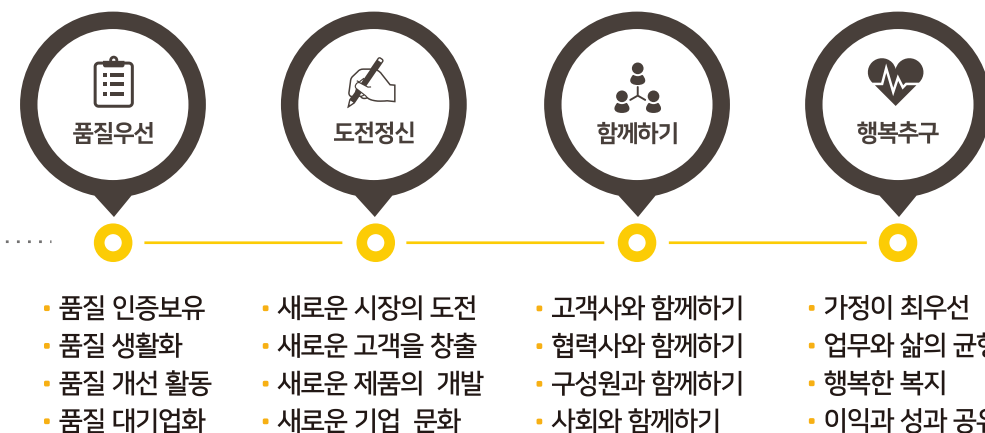 품질우선
도전정신
함께하기
행복추구
품질 인증보유
품질 생활화
품질 개선 활동
품질 대기업화
새로운 시장의 도전
새로운 고객을 창출
새로운 제품의 개발
새로운 기업 문화
고객사와 함께하기
협력사와 함께하기
구성원과 함께하기
사회와 함께하기
가정이 최우선
업무와 삶의 균형
행복한 복지
이익과 성과 공유